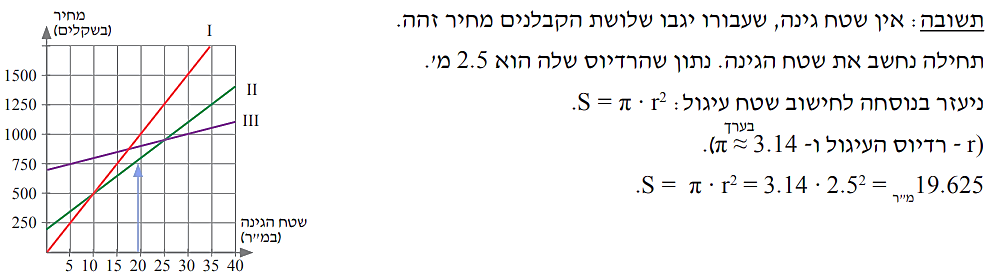 תשובה: אין שטח גינה, שעבורו יגבו שלושת הקבלנים מחיר זהה.
תחילה נחשב את שטח הגינה. נתון שהרדיוס שלה הוא 2.5 מ'.
ניעזר בנוסחה לחישוב שטח עיגול: S = π · r².
(r - רדיוס העיגול ו- π ≈ 3.14).
בערך
S = π · r² = 3.14 · 2.5² = 19.625 מ״ר.
מחיר
(בשקלים)
I
II
III
1500
1250
1000
750
500
250
שטח הגינה
(במ״ר)
5 10 15 20 25 30 35 40